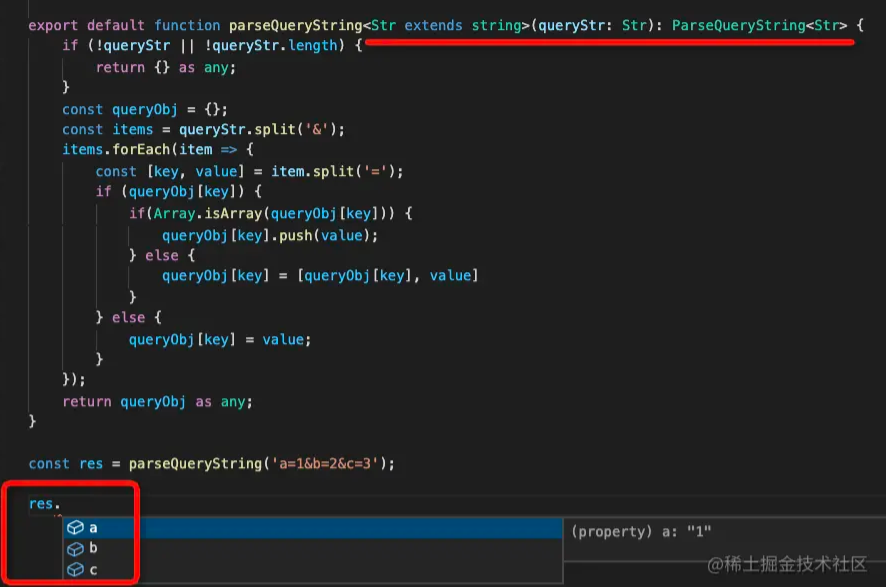 export default function parseQueryString<Str extends string>(queryStr: Str): ParseQueryString<Str> {
    if (!queryStr || !queryStr.length) {
        return {} as any;
    }
    const queryObj = {};
    const items = queryStr.split('&');
    items.forEach(item => {
        const [key, value] = item.split('=');
        if (queryObj[key]) {
            if(Array.isArray(queryObj[key])) {
                queryObj[key].push(value);
            } else {
                queryObj[key] = [queryObj[key], value]
            }
        } else {
            queryObj[key] = value;
        }
    });
    return queryObj as any;
}
const res = parseQueryString('a=1&b=2&c=3');
res.
a
(property) a: "1"
b
c
@稀土掘金技术社区